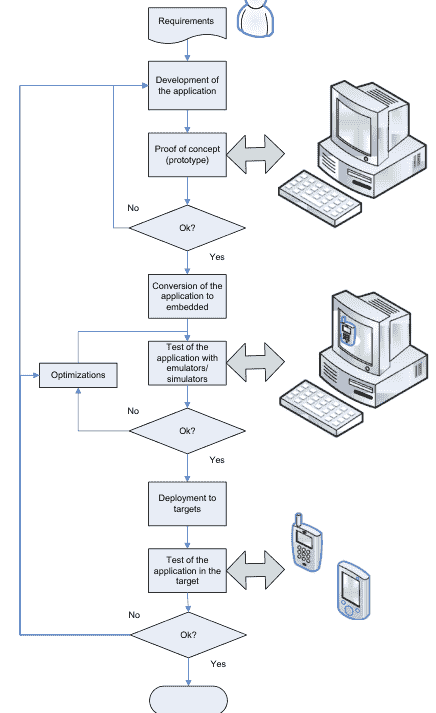 Requirements
Development of
the application
Proof of concept
(prototype)
No
Ok?
Yes
Conversion of the
application to
embedded
Test of the
application with
emulators/
simulators
Optimizations
No
Ok?
Yes
Deployment to
targets
Test of the
application in the
target
No
Ok?
Yes